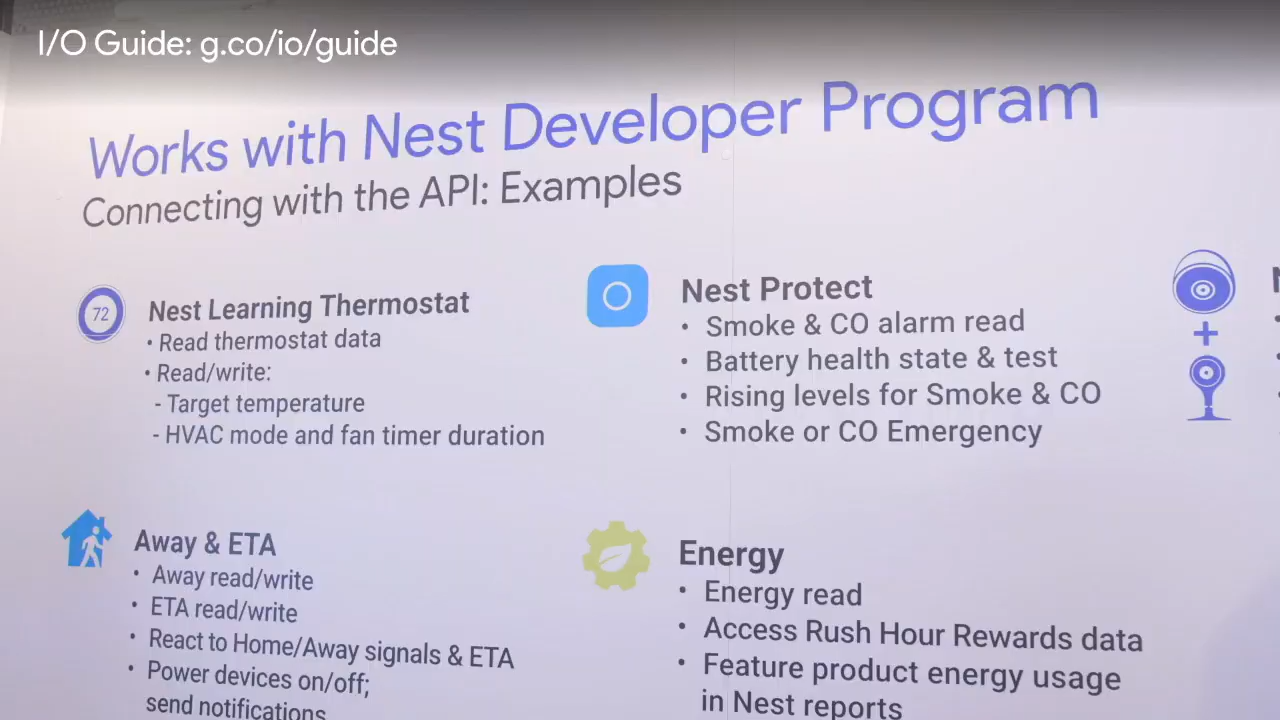 I/O Guide: g.co/io/guide
Works with Nest Developer Program
Connecting with the API: Examples
72
Nest Learning Thermostat
• Read thermostat data
• Read/write:
- Target temperature
- HVAC mode and fan timer duration
Nest Protect
• Smoke & CO alarm read
• Battery health state & test
• Rising levels for Smoke & CO
• Smoke or CO Emergency
+
Away & ETA
• Away read/write
• ETA read/write
• React to Home/Away signals & ETA
• Power devices on/off;
send notifications
Energy
• Energy read
• Access Rush Hour Rewards data
• Feature product energy usage
in Nest reports